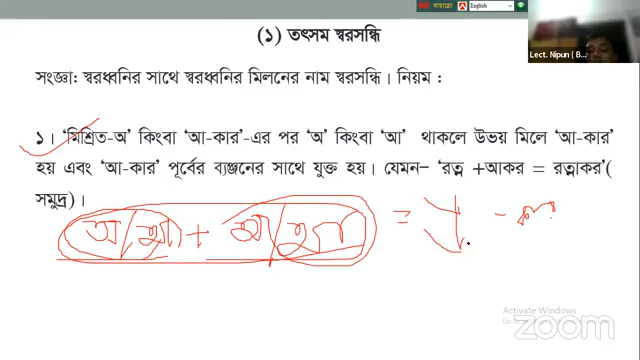 সাহায্যে English
Lect. Nipun ( B...
(১) তৎসম স্বরসন্ধি
সংজ্ঞা: স্বরধ্বনির সাথে স্বরধ্বনির মিলনের নাম স্বরসন্ধি। নিয়ম :
১। ‘মিশ্রিত-অ’ কিংবা ‘আ-কার’-এর পর ‘অ’ কিংবা ‘আ’ থাকলে উভয় মিলে ‘আ-কার’
হয় এবং ‘আ-কার’ পূর্বের ব্যঞ্জনের সাথে যুক্ত হয়। যেমন– ‘রত্ন +আকর = রত্নাকর’(
সমুদ্র)।
অ/আ + অ/আ =
Activate Windows
zoom